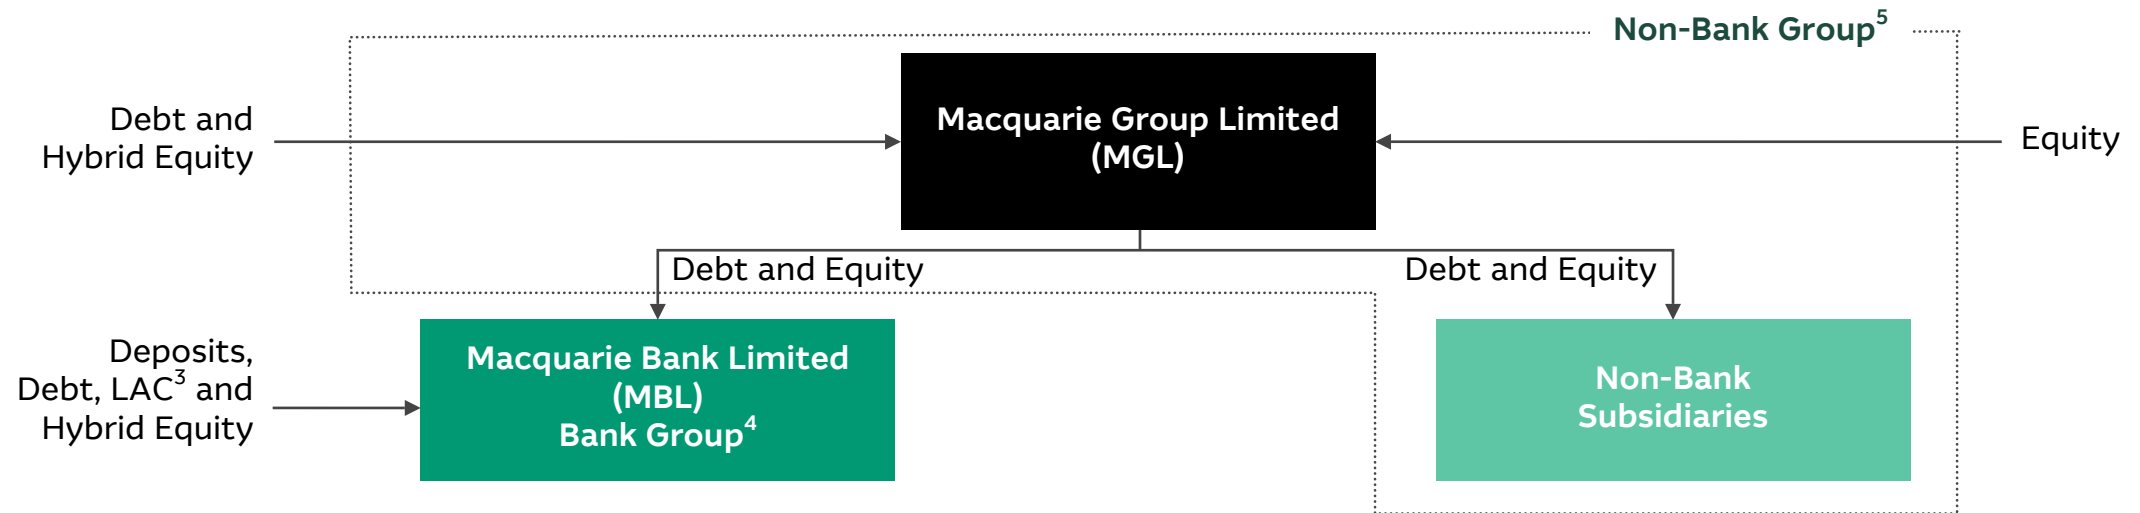 Non-Bank Group⁵
Debt and
Hybrid Equity
Macquarie Group Limited
(MGL)
Equity
Debt and Equity
Debt and Equity
Deposits,
Debt, LAC³ and
Hybrid Equity
Macquarie Bank Limited
(MBL)
Bank Group⁴
Non-Bank
Subsidiaries